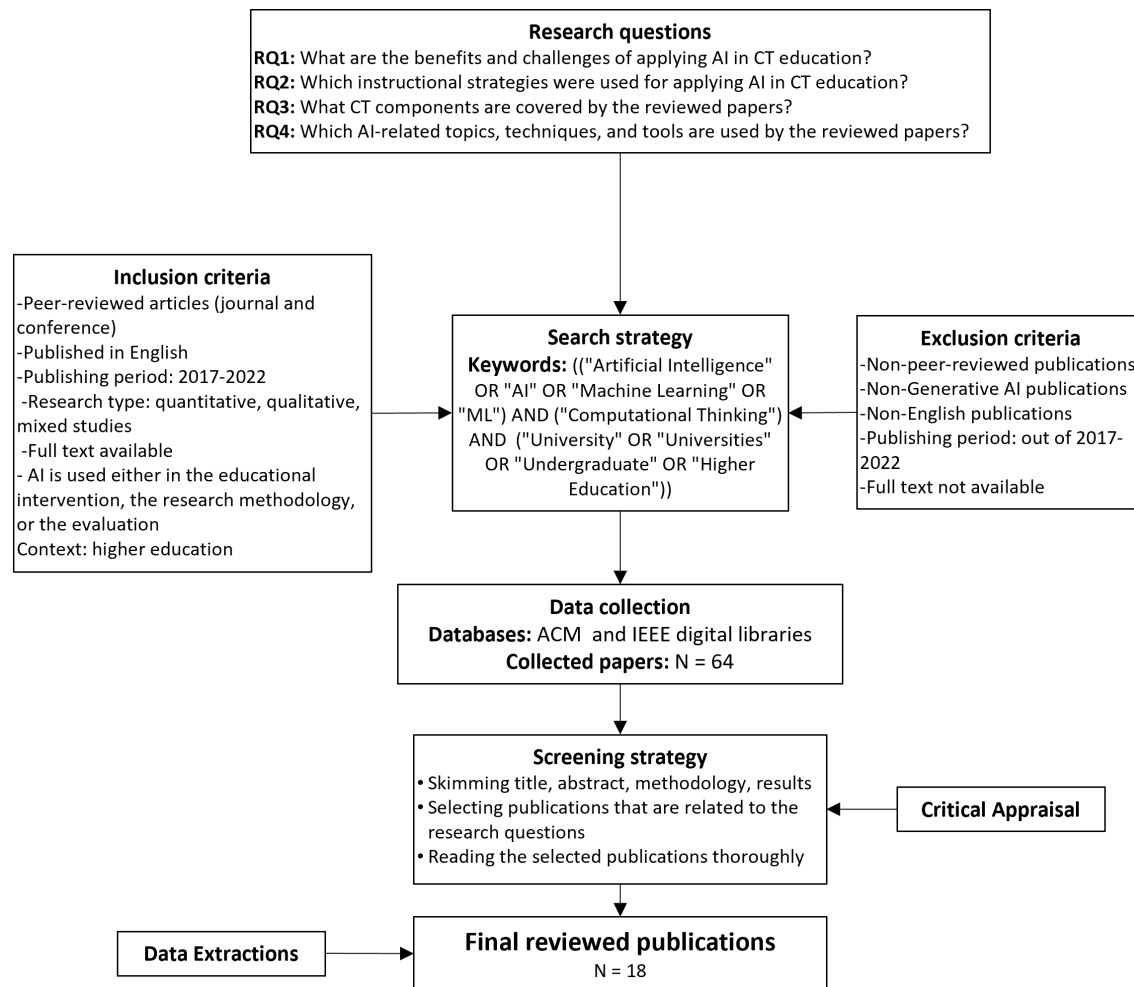 Research questions
RQ1: What are the benefits and challenges of applying AI in CT education?
RQ2: Which instructional strategies were used for applying AI in CT education?
RQ3: What CT components are covered by the reviewed papers?
RQ4: Which AI-related topics, techniques, and tools are used by the reviewed papers?
Inclusion criteria
-Peer-reviewed articles (journal and
conference)
-Published in English
-Publishing period: 2017-2022
-Research type: quantitative, qualitative,
mixed studies
-Full text available
- AI is used either in the educational
intervention, the research methodology,
or the evaluation
Context: higher education
Search strategy
Keywords: (("Artificial Intelligence"
OR "AI" OR "Machine Learning" OR
"ML") AND ("Computational Thinking")
AND ("University" OR "Universities"
OR "Undergraduate" OR "Higher
Education"))
Exclusion criteria
-Non-peer-reviewed publications
-Non-Generative AI publications
-Non-English publications
-Publishing period: out of 2017-
2022
-Full text not available
Data collection
Databases: ACM and IEEE digital libraries
Collected papers: N = 64
Screening strategy
• Skimming title, abstract, methodology, results
• Selecting publications that are related to the
research questions
• Reading the selected publications thoroughly
Critical Appraisal
Data Extractions
Final reviewed publications
N = 18